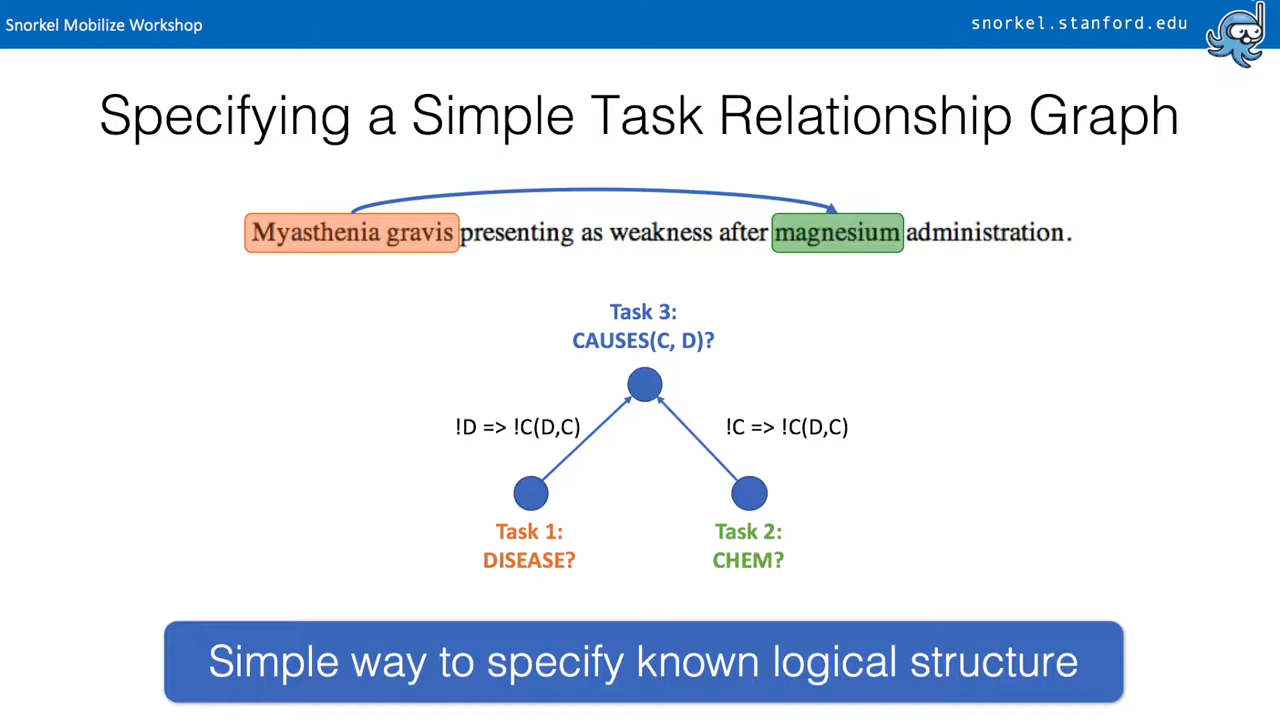 Snorkel Mobilize Workshop
snorkel.stanford.edu
Specifying a Simple Task Relationship Graph
Myasthenia gravis presenting as weakness after magnesium administration.
Task 3:
CAUSES(C, D)?
!D => !C(D,C)
!C => !C(D,C)
Task 1:
DISEASE?
Task 2:
CHEM?
Simple way to specify known logical structure